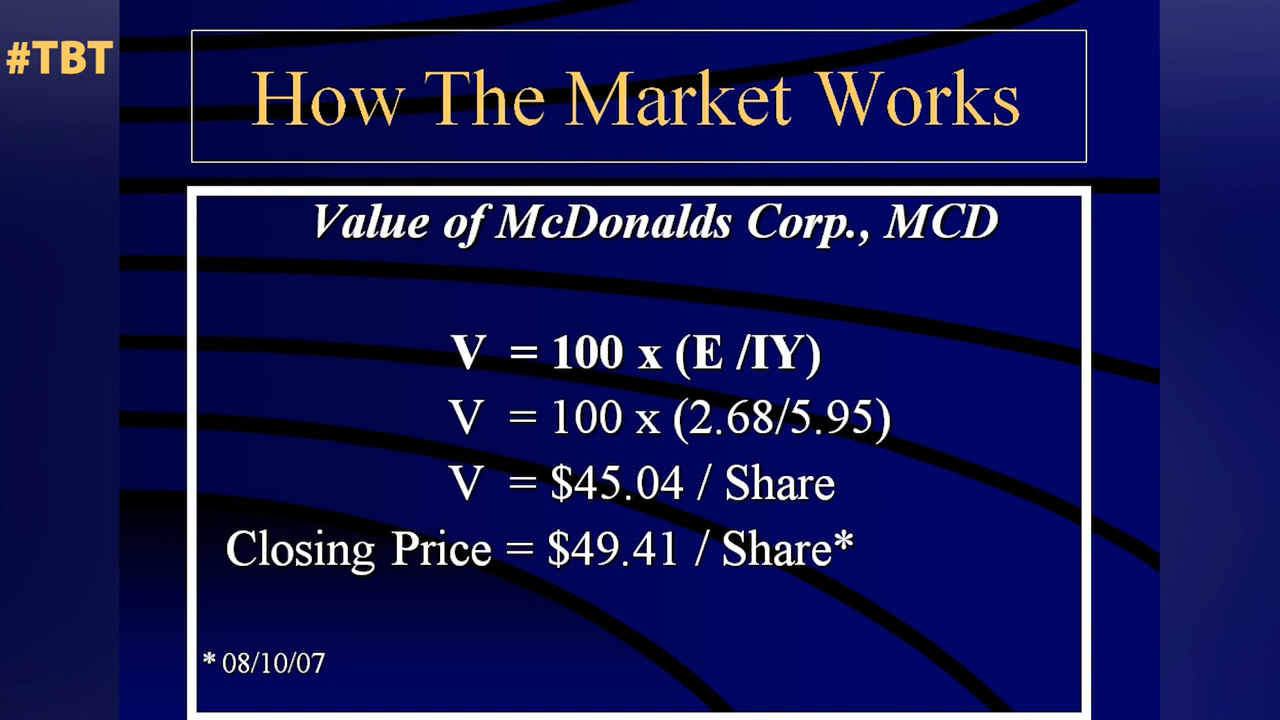 #TBT
How The Market Works
Value of McDonalds Corp., MCD
V = 100 x (E /IY)
V = 100 x (2.68/5.95)
V = $45.04 / Share
Closing Price = $49.41 / Share*
* 08/10/07